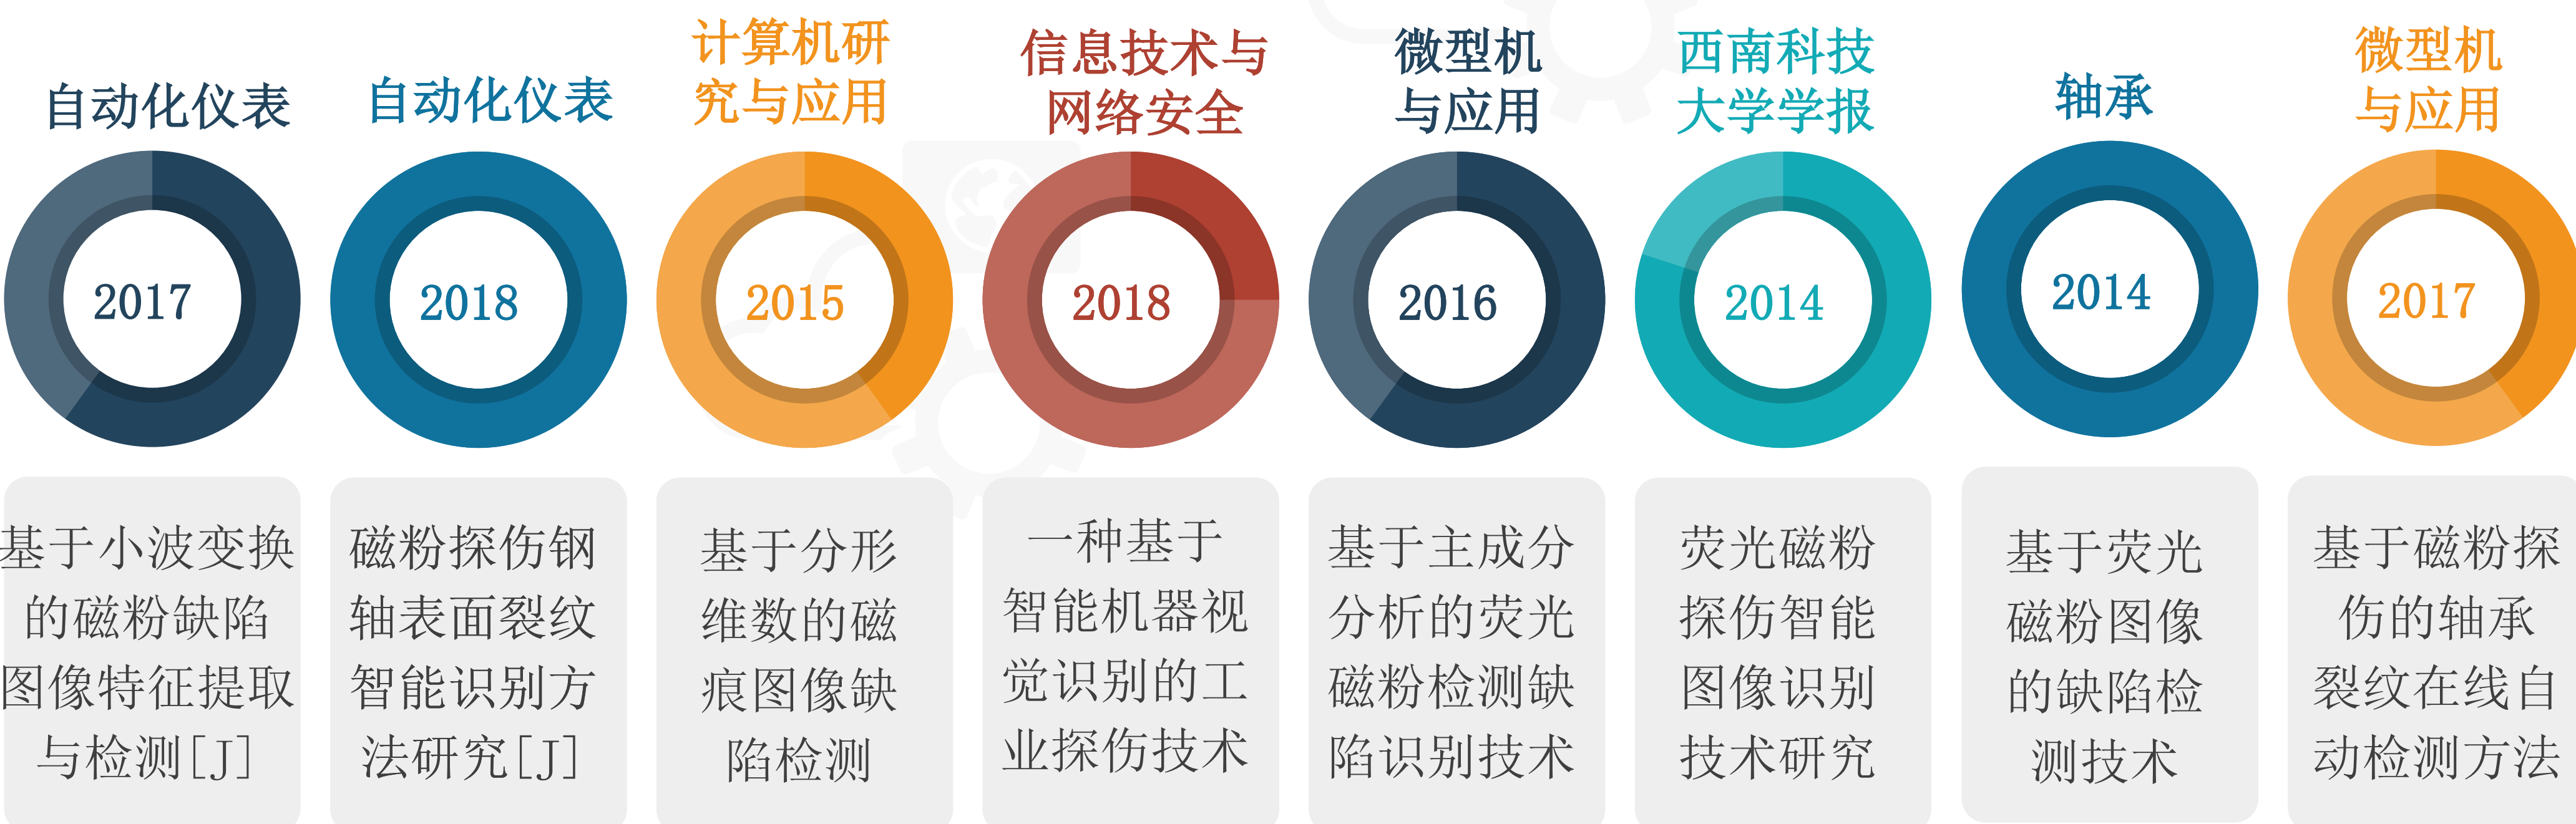 自动化仪表
2017
基于小波变换
的磁粉缺陷
图像特征提取
与检测[J]
自动化仪表
2018
磁粉探伤钢
轴表面裂纹
智能识别方
法研究[J]
计算机研
究与应用
2015
基于分形
维数的磁
痕图像缺
陷检测
信息技术与
网络安全
2018
一种基于
智能机器视
觉识别的工
业探伤技术
微型机
与应用
2016
基于主成分
分析的荧光
磁粉检测缺
陷识别技术
西南科技
大学学报
2014
荧光磁粉
探伤智能
图像识别
技术研究
轴承
2014
基于荧光
磁粉图像
的缺陷检
测技术
微型机
与应用
2017
基于磁粉探
伤的轴承
裂纹在线自
动检测方法